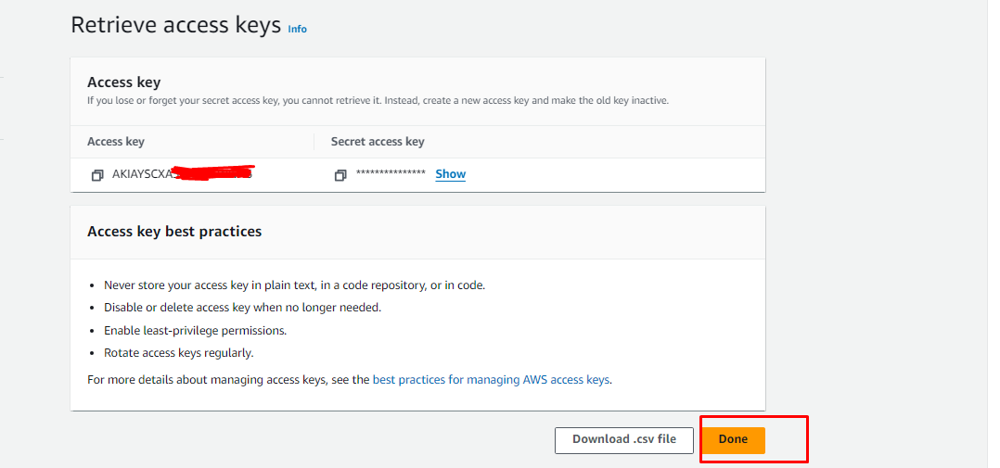 Retrieve access keys Info
Access key
If you lose or forget your secret access key, you cannot retrieve it. Instead, create a new access key and make the old key inactive.
Access key Secret access key
AKIAYSCXA *************** Show
Access key best practices
• Never store your access key in plain text, in a code repository, or in code.
• Disable or delete access key when no longer needed.
• Enable least-privilege permissions.
• Rotate access keys regularly.
For more details about managing access keys, see the best practices for managing AWS access keys.
Download .csv file Done